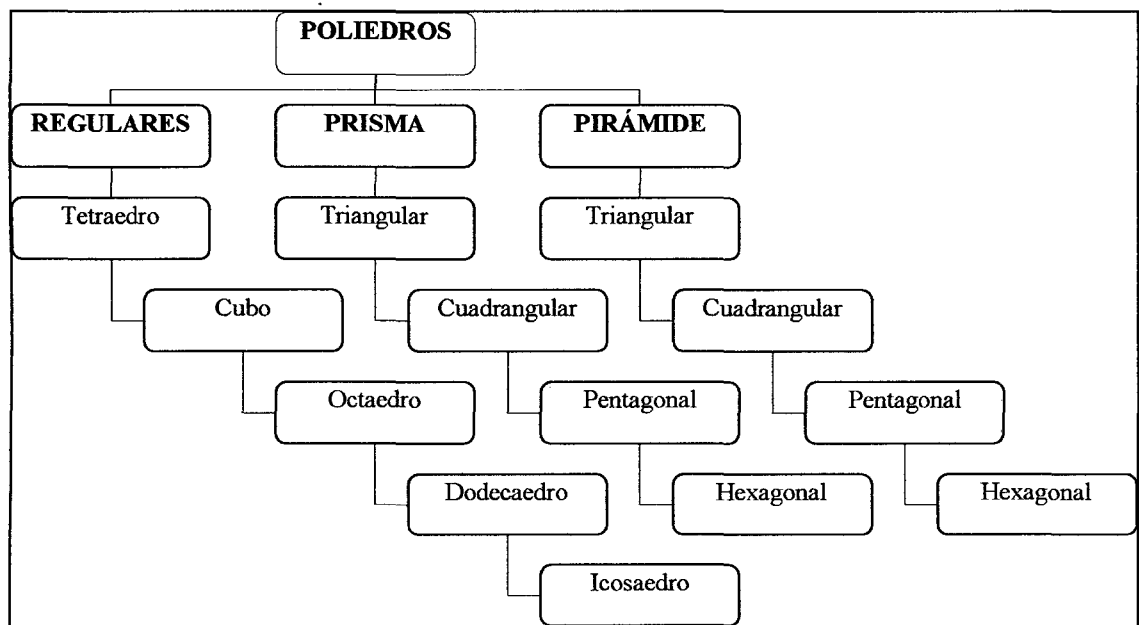 POLIEDROS
REGULARES
PRISMA
PIRÁMIDE
Tetraedro
Triangular
Triangular
Cubo
Cuadrangular
Cuadrangular
Octaedro
Pentagonal
Pentagonal
Dodecaedro
Hexagonal
Hexagonal
Icosaedro